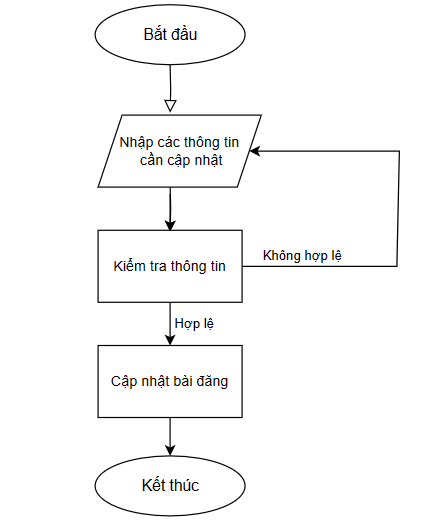 Bắt đầu
Nhập các thông tin
cần cập nhật
Kiểm tra thông tin
Không hợp lệ
Hợp lệ
Cập nhật bài đăng
Kết thúc